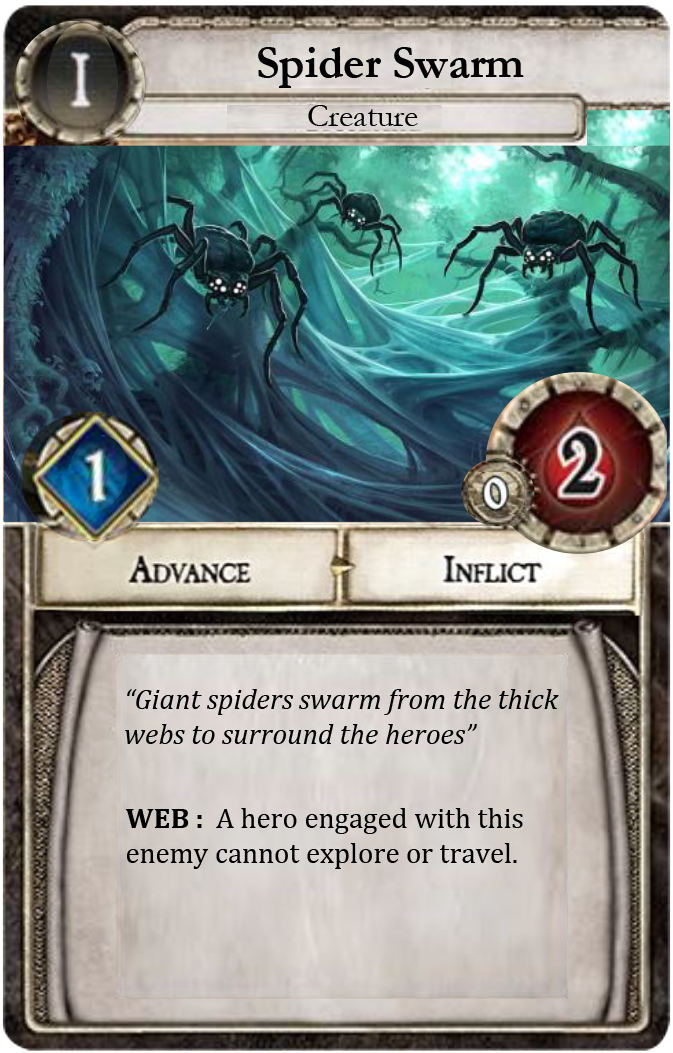 I
Spider Swarm
Creature
1
0
2
ADVANCE
INFLICT
“Giant spiders swarm from the thick
webs to surround the heroes”
WEB : A hero engaged with this
enemy cannot explore or travel.